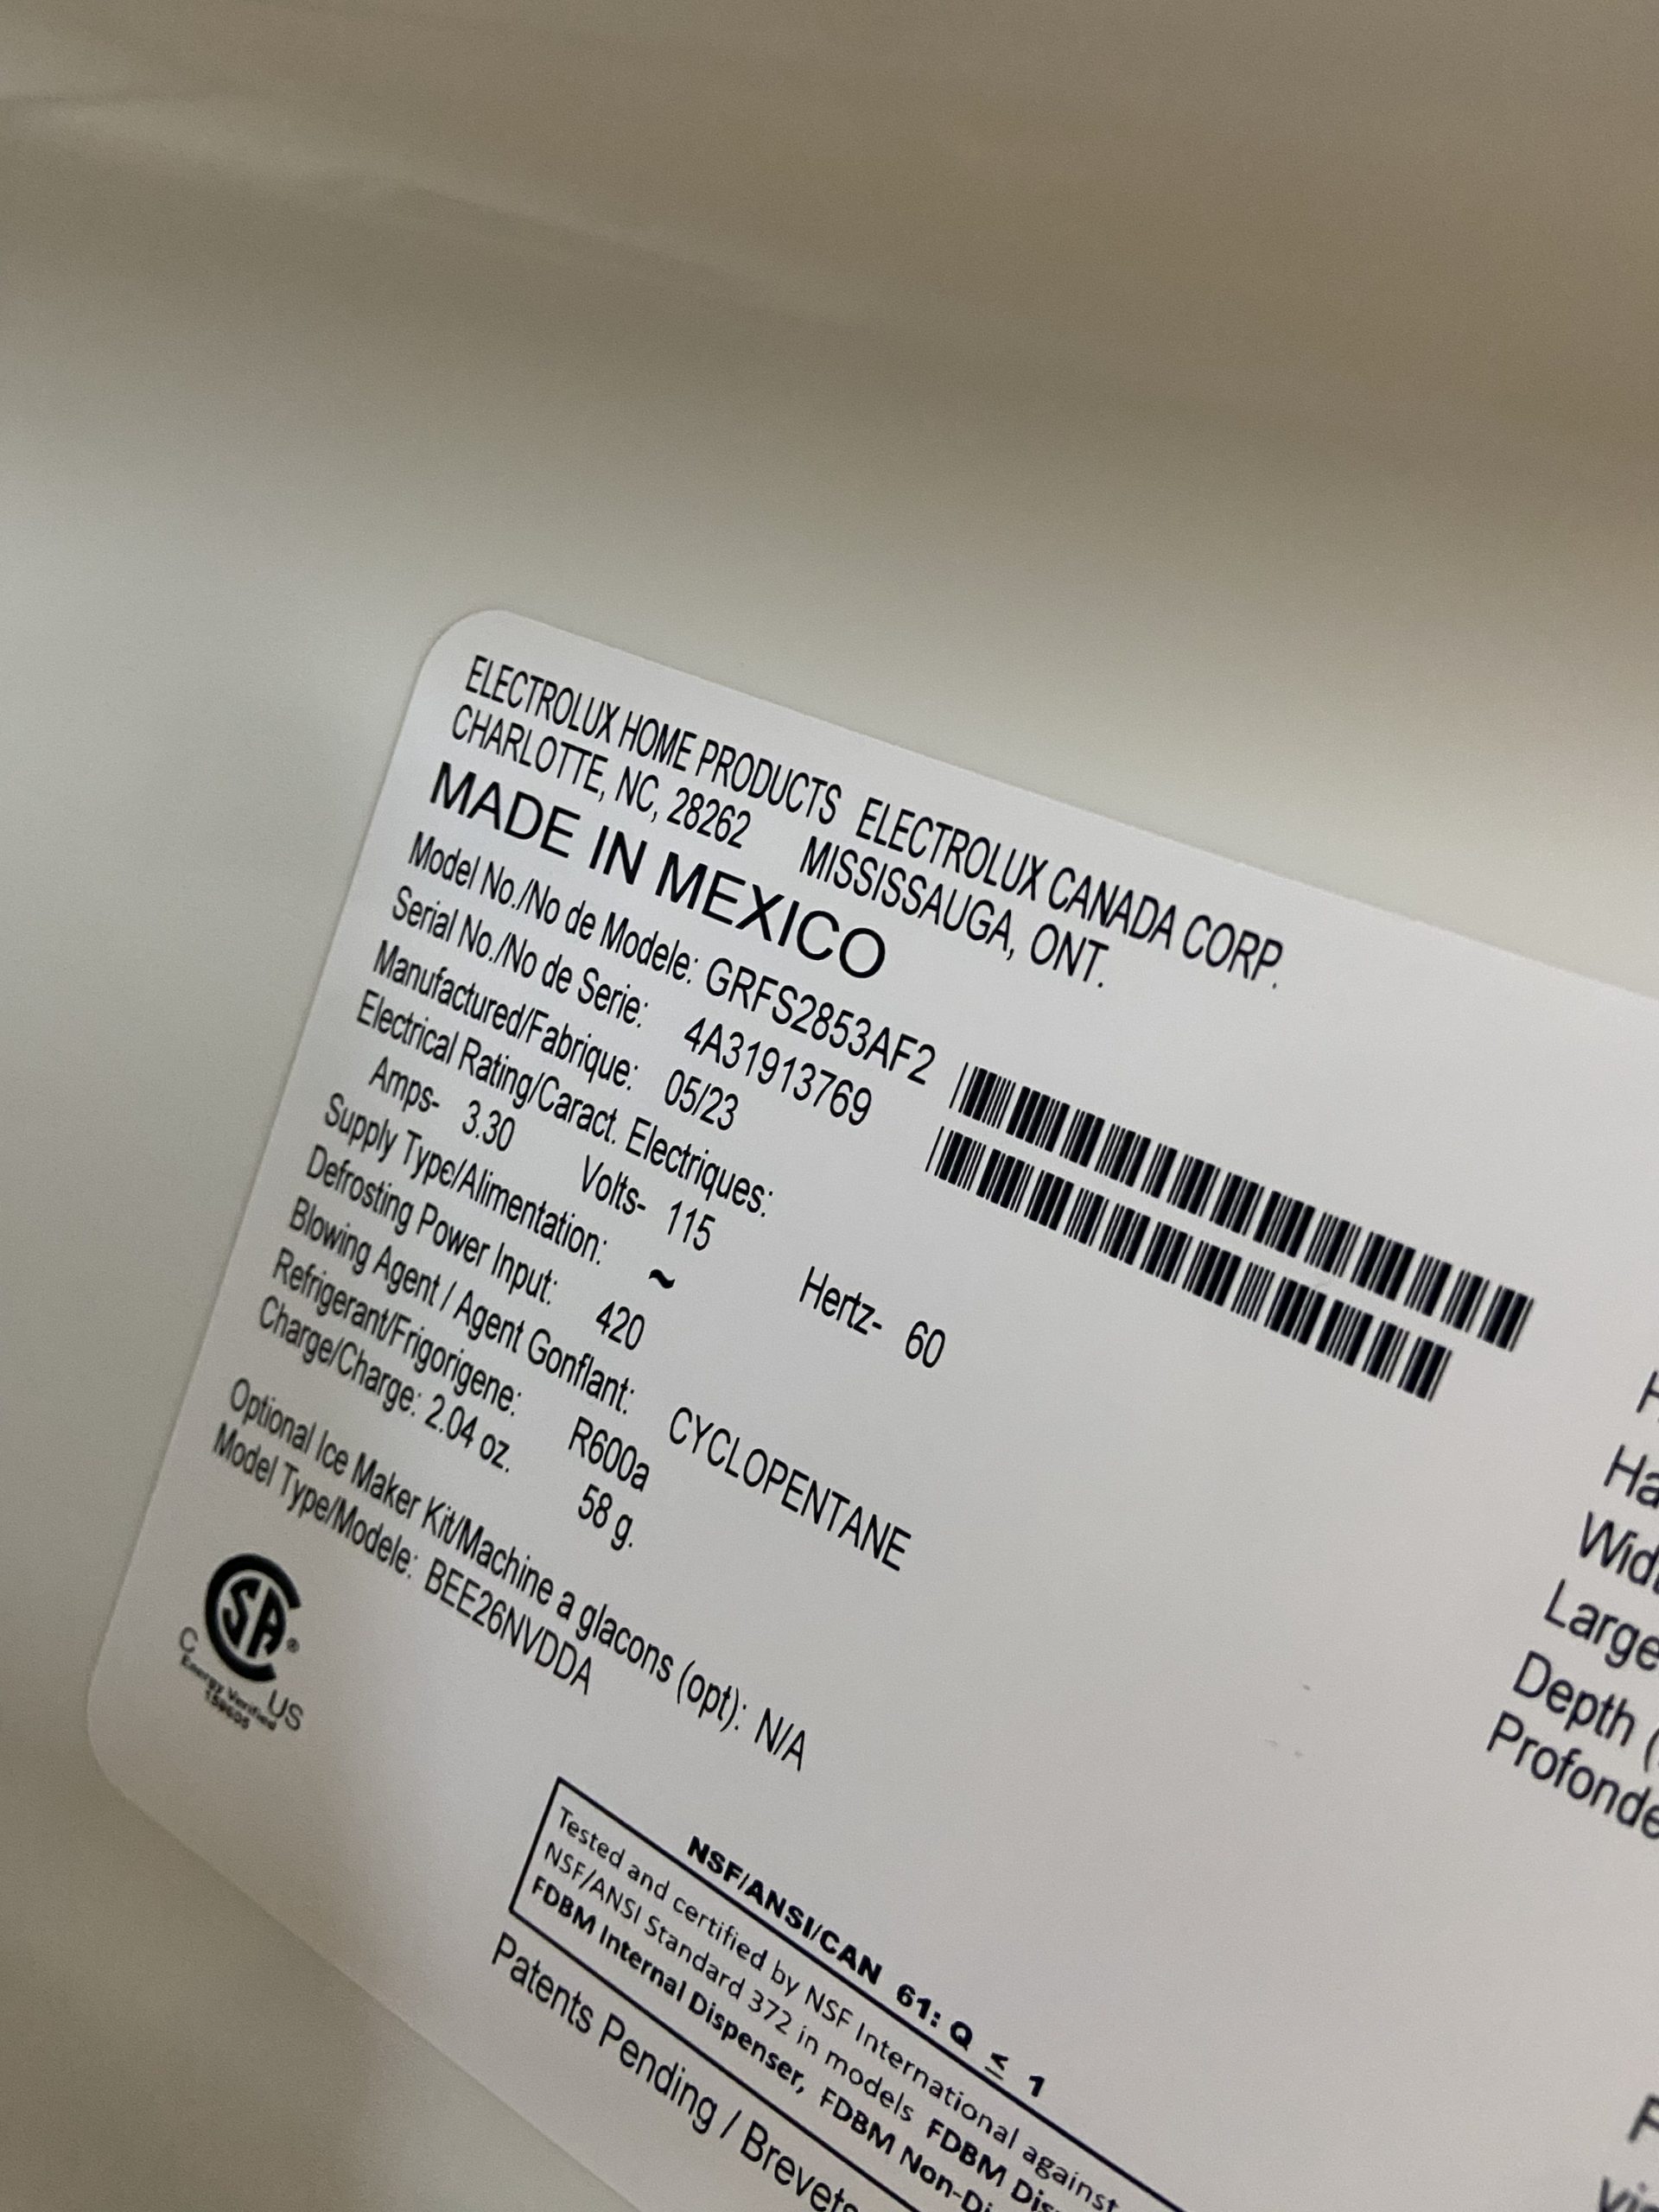 ELECTROLUX HOME PRODUCTS ELECTROLUX CANADA CORP.
CHARLOTTE, NC, 28262 MISSISSAUGA, ONT.
MADE IN MEXICO
Model No./No de Modele: GRFS2853AF2
Serial No./No de Serie: 4A31913769
Manufactured/Fabrique: 05/23
Electrical Rating/Caract. Electriques:
Amps- 3.30 Volts- 115 Hertz- 60
Supply Type/Alimentation: ~
Defrosting Power Input: 420
Blowing Agent / Agent Gonflant: CYCLOPENTANE
Refrigerant/Frigorigene: R600a
Charge/Charge: 2.04 oz. 58 g.
Optional Ice Maker Kit/Machine a glacons (opt): N/A
Model Type/Modele: BEE26NVDDA
SA®
C US
Energy Verified
NSF/ANSI/CAN 61: Q ≤ 1
Tested and certified by NSF International against
NSF/ANSI Standard 372 in models FDBM Dis
FDBM Internal Dispenser, FDBM Non-Di
Patents Pending / Brevets
Ha
Wid
Large
Depth (
Profonde